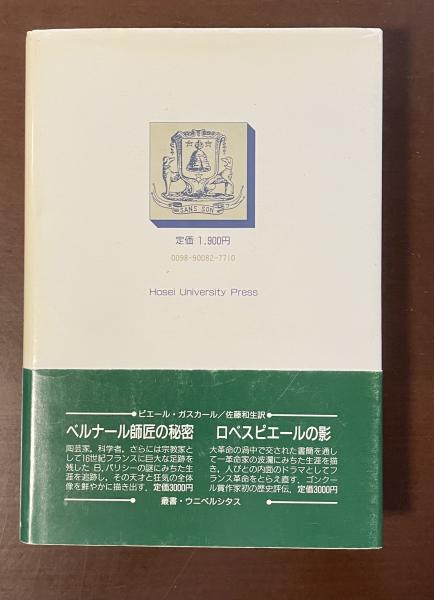 SANS SON
定価 1,900円
0098-90082-7710
Hosei University Press
ピエール・ガスカール/佐藤和生訳
ベルナール師匠の秘密
陶芸家,科学者,さらには宗教家と
して16世紀フランスに巨大な足跡を
残した B.パリシーの謎にみちた生
涯を追跡し,その天才と狂気の全体
像を鮮やかに描き出す. 定価3000円
ロベスピエールの影
大革命の渦中で交された書簡を通し
て一革命家の波瀾にみちた生涯を描
き,人びとの内面のドラマとしてフ
ランス革命をとらえ直す.ゴンクー
ル賞作家初の歴史評伝. 定価3000円
叢書・ウニベルシタス